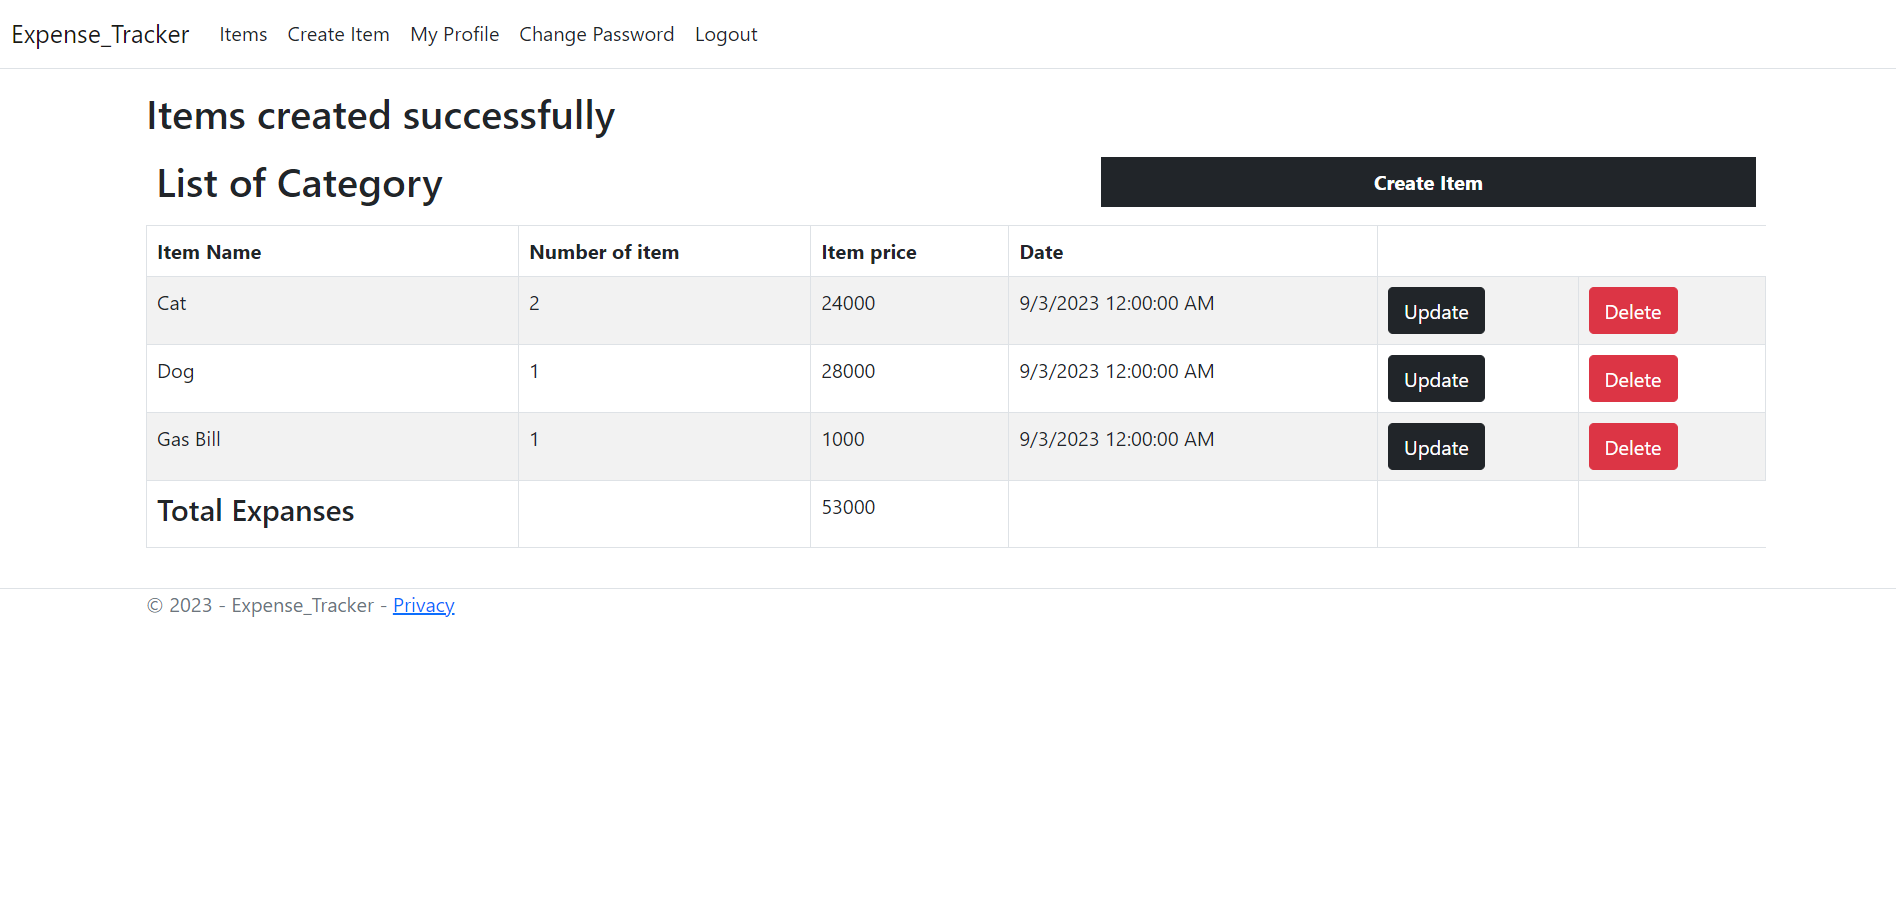 Expense_Tracker Items Create Item My Profile Change Password Logout
Items created successfully
List of Category Create Item
Item Name Number of item Item price Date
Cat 2 24000 9/3/2023 12:00:00 AM Update Delete
Dog 1 28000 9/3/2023 12:00:00 AM Update Delete
Gas Bill 1 1000 9/3/2023 12:00:00 AM Update Delete
Total Expanses 53000
© 2023 - Expense_Tracker - Privacy